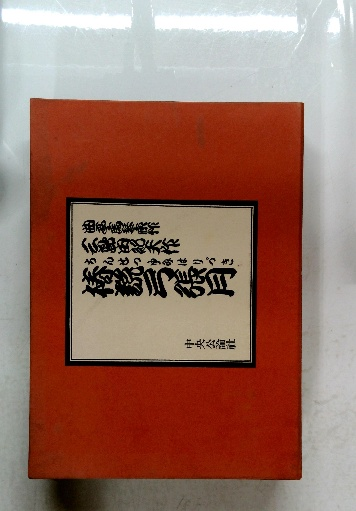 曲亭馬琴原作
三島由紀夫作
ちんせつゆみはりづき
椿説弓張月
中央公論社